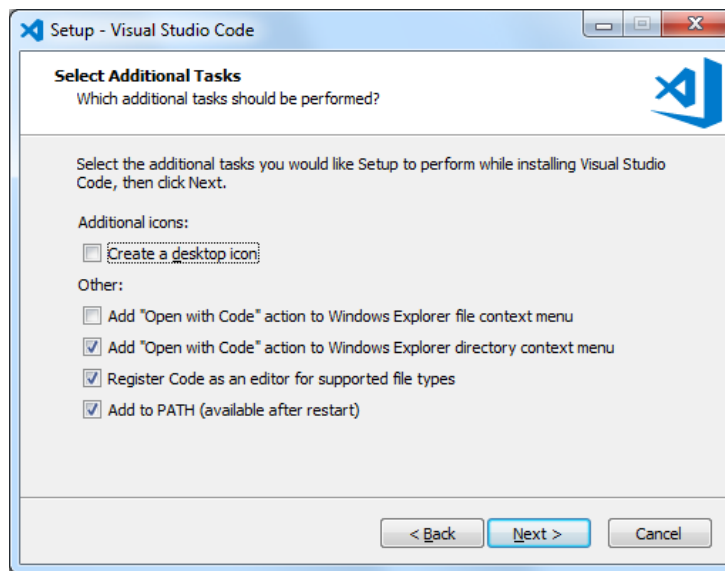 Setup - Visual Studio Code
Select Additional Tasks
Which additional tasks should be performed?
Select the additional tasks you would like Setup to perform while installing Visual Studio
Code, then click Next.
Additional icons:
Create a desktop icon
Other:
Add "Open with Code" action to Windows Explorer file context menu
Add "Open with Code" action to Windows Explorer directory context menu
Register Code as an editor for supported file types
Add to PATH (available after restart)
< Back
Next >
Cancel